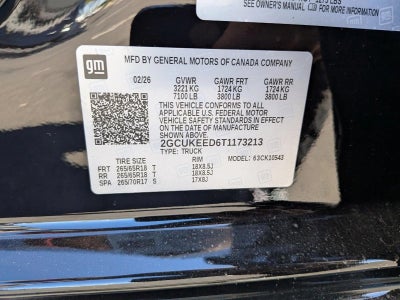 SEE OWNER'S MANUAL FOR MORE INFORMATION
gm
MFD BY GENERAL MOTORS OF CANADA COMPANY
02/26 GVWR GAWR FRT GAWR RR
3221 KG 1724 KG 1724 KG
7100 LB 3800 LB 3800 LB
THIS VEHICLE CONFORMS TO ALL
APPLICABLE U.S. FEDERAL MOTOR
VEHICLE SAFETY STANDARDS IN
EFFECT ON THE DATE OF
MANUFACTURE SHOWN ABOVE.
2GCUKEED6T1173213
TYPE: TRUCK
TIRE SIZE RIM MODEL: 63CK10543
FRT 265/65R18 T 18X8.5J
RR 265/65R18 T 18X8.5J
SPA 265/70R17 S 17X8J